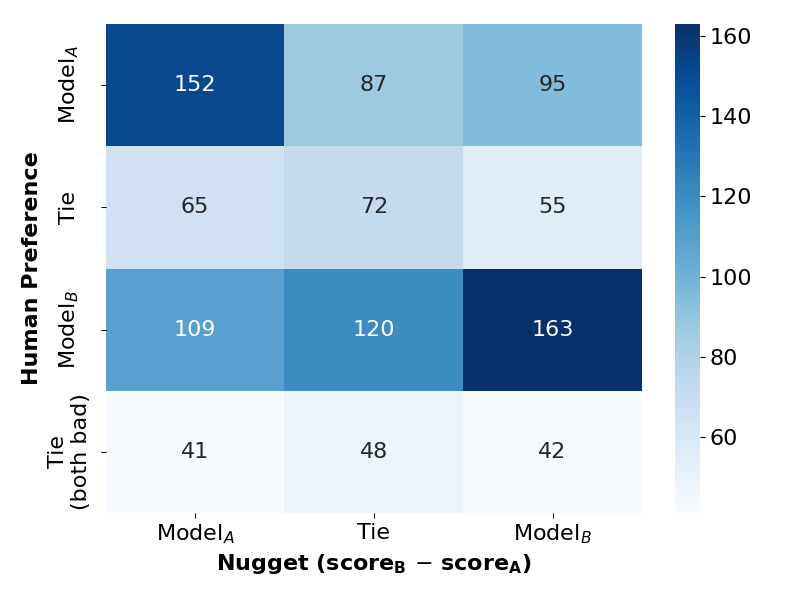 Human Preference
Model_A
Tie
Model_B
Tie
(both bad)
152 87 95
65 72 55
109 120 163
41 48 42
Model_A Tie Model_B
Nugget (score_B − score_A)
160
140
120
100
80
60